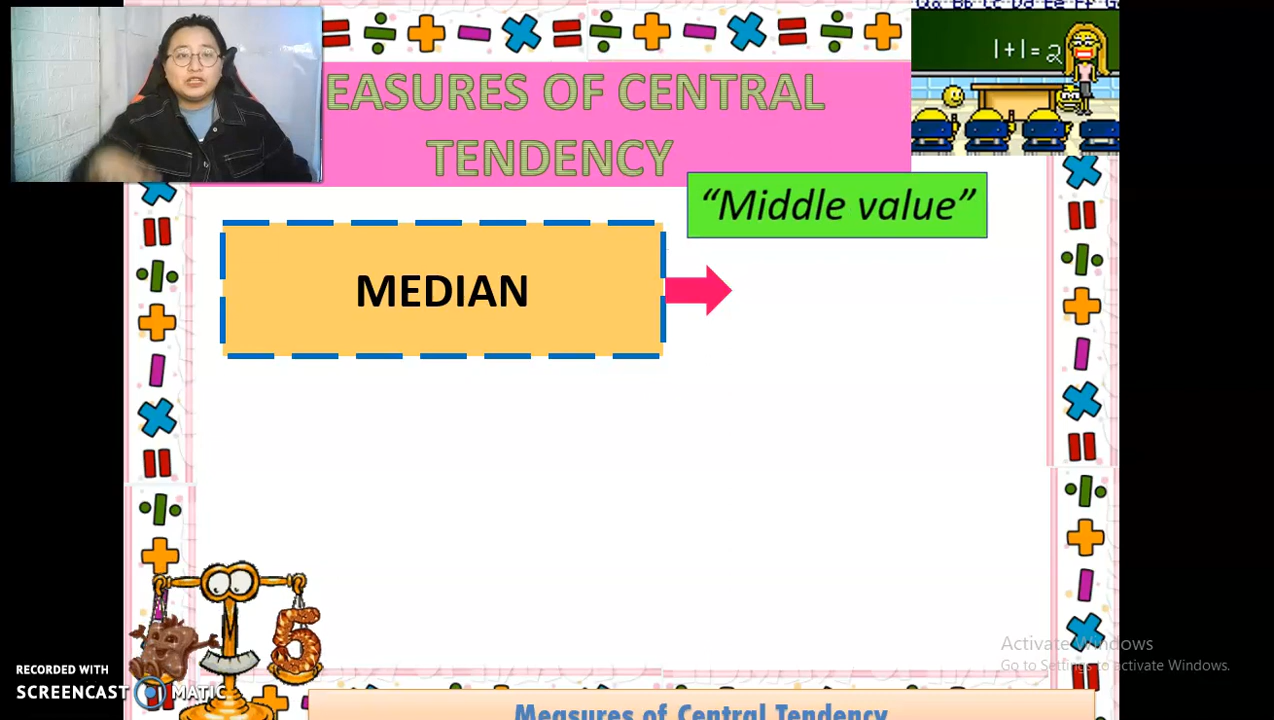 1+1=2
EASURES OF CENTRAL
TENDENCY
“Middle value”
MEDIAN
5
Activate Windows
Go to Settings to activate Windows.
RECORDED WITH
SCREENCAST MATIC
Measures of Central Tendency